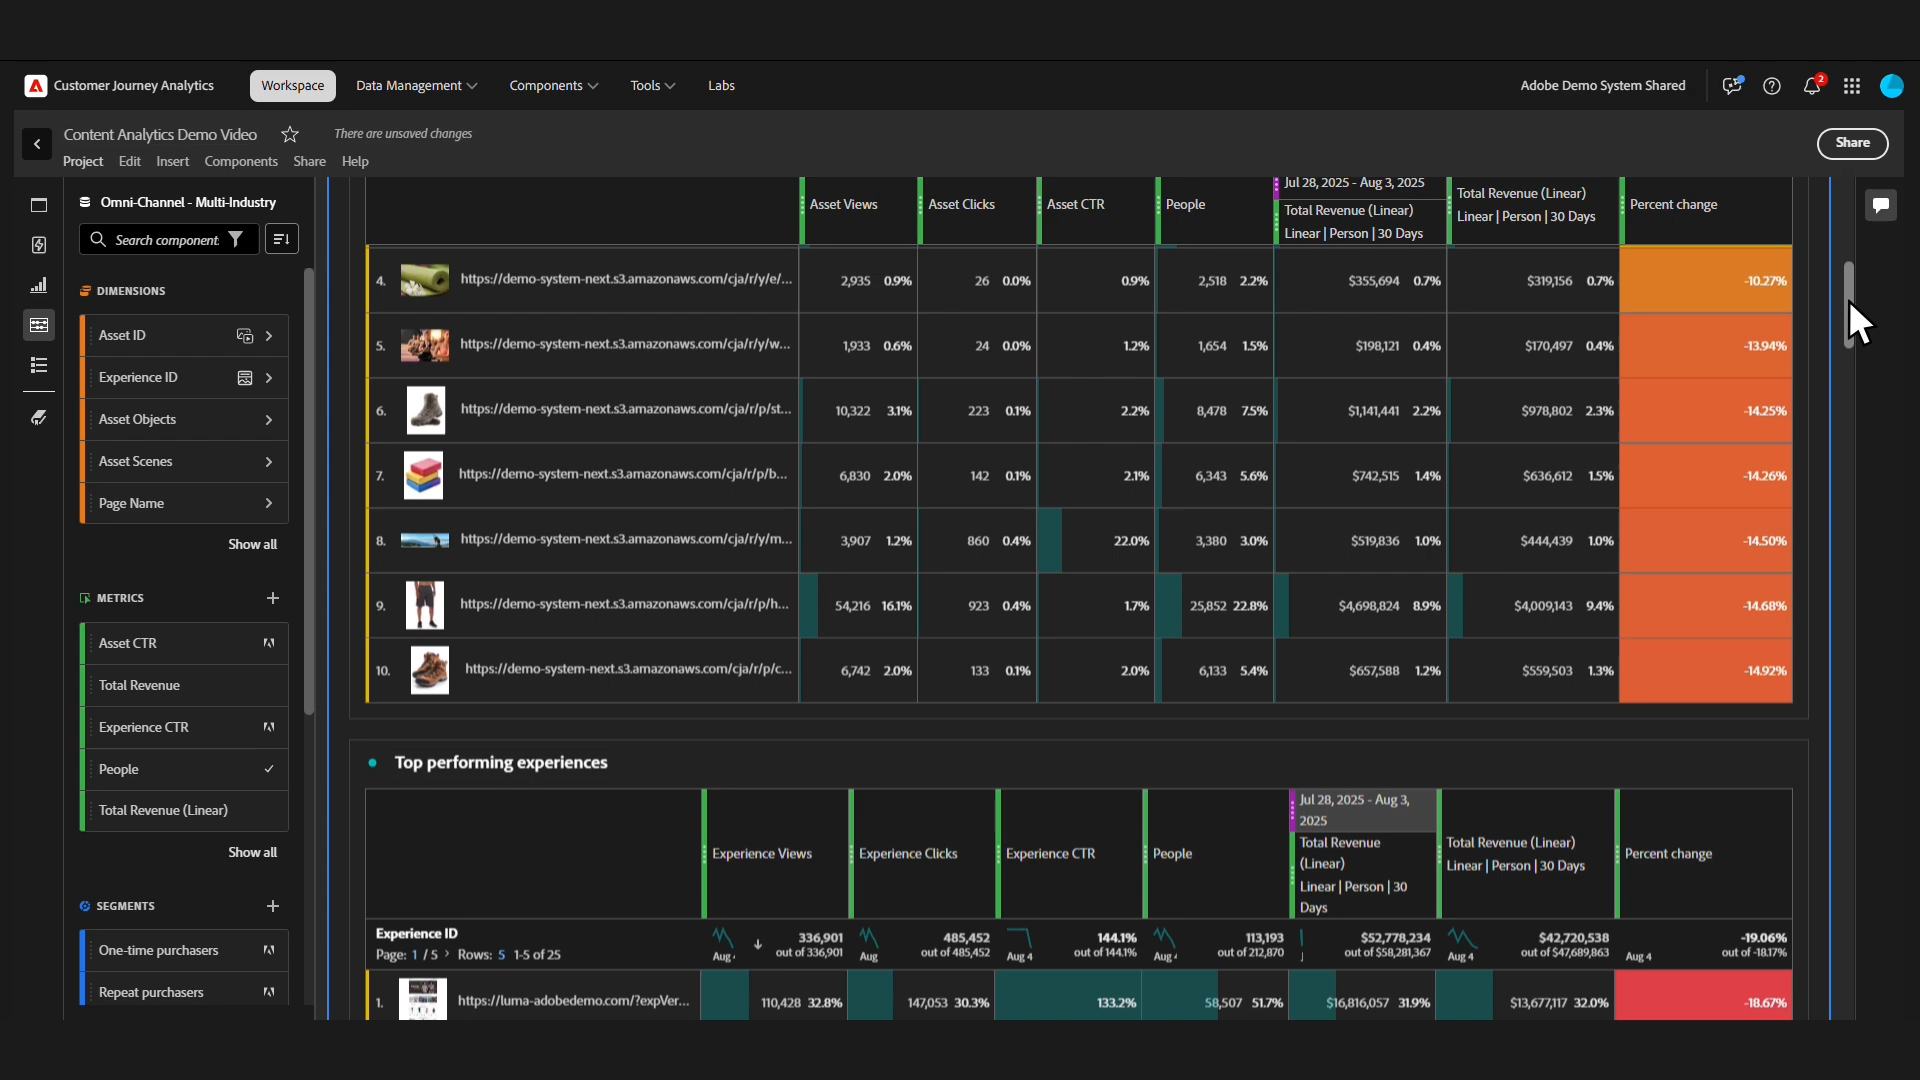 Customer Journey Analytics Workspace Data Management Components Tools Labs Adobe Demo System Shared 2
Content Analytics Demo Video There are unsaved changes Share
Project Edit Insert Components Share Help
Omni-Channel - Multi-Industry
Search component
DIMENSIONS
Asset ID
Experience ID
Asset Objects
Asset Scenes
Page Name
Show all
METRICS
Asset CTR
Total Revenue
Experience CTR
People
Total Revenue (Linear)
Show all
SEGMENTS
One-time purchasers
Repeat purchasers
Asset Views Asset Clicks Asset CTR People
Jul 28, 2025 - Aug 3, 2025
Total Revenue (Linear)
Linear | Person | 30 Days
Total Revenue (Linear)
Linear | Person | 30 Days
Percent change
4. https://demo-system-next.s3.amazonaws.com/cja/r/y/e/... 2,935 0.9% 26 0.0% 0.9% 2,518 2.2% $355,694 0.7% $319,156 0.7% -10.27%
5. https://demo-system-next.s3.amazonaws.com/cja/r/y/w... 1,933 0.6% 24 0.0% 1.2% 1,654 1.5% $198,121 0.4% $170,497 0.4% -13.94%
6. https://demo-system-next.s3.amazonaws.com/cja/r/p/st... 10,322 3.1% 223 0.1% 2.2% 8,478 7.5% $1,141,441 2.2% $978,802 2.3% -14.25%
7. https://demo-system-next.s3.amazonaws.com/cja/r/p/b... 6,830 2.0% 142 0.1% 2.1% 6,343 5.6% $742,515 1.4% $636,612 1.5% -14.26%
8. https://demo-system-next.s3.amazonaws.com/cja/r/y/m... 3,907 1.2% 860 0.4% 22.0% 3,380 3.0% $519,836 1.0% $444,439 1.0% -14.50%
9. https://demo-system-next.s3.amazonaws.com/cja/r/p/h... 54,216 16.1% 923 0.4% 1.7% 25,852 22.8% $4,698,824 8.9% $4,009,143 9.4% -14.68%
10. https://demo-system-next.s3.amazonaws.com/cja/r/p/c... 6,742 2.0% 133 0.1% 2.0% 6,133 5.4% $657,588 1.2% $559,503 1.3% -14.92%
Top performing experiences
Experience Views Experience Clicks Experience CTR People
Jul 28, 2025 - Aug 3,
2025
Total Revenue
(Linear)
Linear | Person | 30
Days
Total Revenue (Linear)
Linear | Person | 30 Days
Percent change
Experience ID 336,901 485,452 144.1% 113,193 $52,778,234 $42,720,538 -19.06%
Page: 1 / 5 > Rows: 5 1-5 of 25 Aug 4 out of 336,901 Aug out of 485,452 Aug 4 out of 144.1% Aug 4 out of 212,870 J out of $58,281,367 Aug 4 out of $47,689,863 Aug 4 out of -18.17%
1. https://luma-adobedemo.com/?expVer... 110,428 32.8% 147,053 30.3% 133.2% 58,507 51.7% $16,816,057 31.9% $13,677,117 32.0% -18.67%